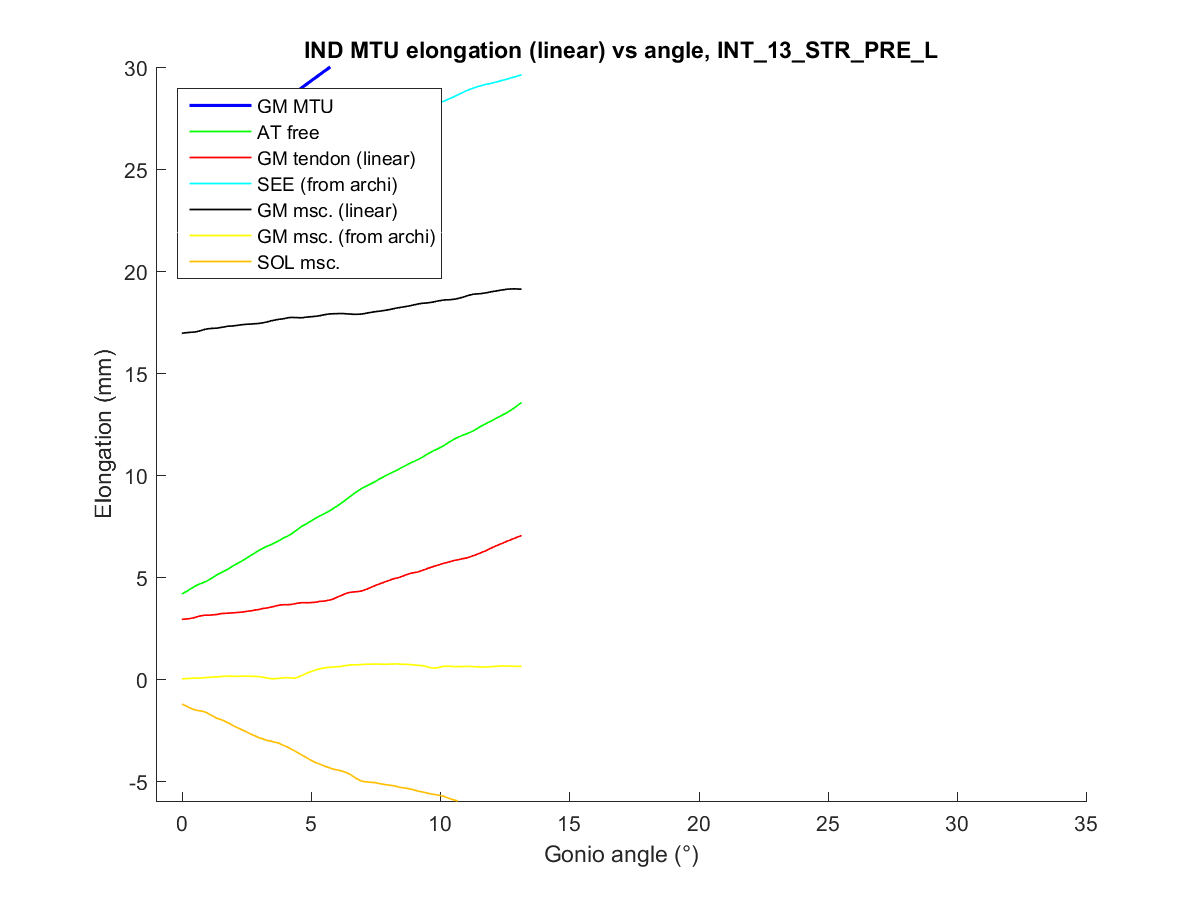 IND MTU elongation (linear) vs angle, INT_13_STR_PRE_L
30
25
20
15
10
5
0
-5
Elongation (mm)
GM MTU
AT free
GM tendon (linear)
SEE (from archi)
GM msc. (linear)
GM msc. (from archi)
SOL msc.
0 5 10 15 20 25 30 35
Gonio angle (°)